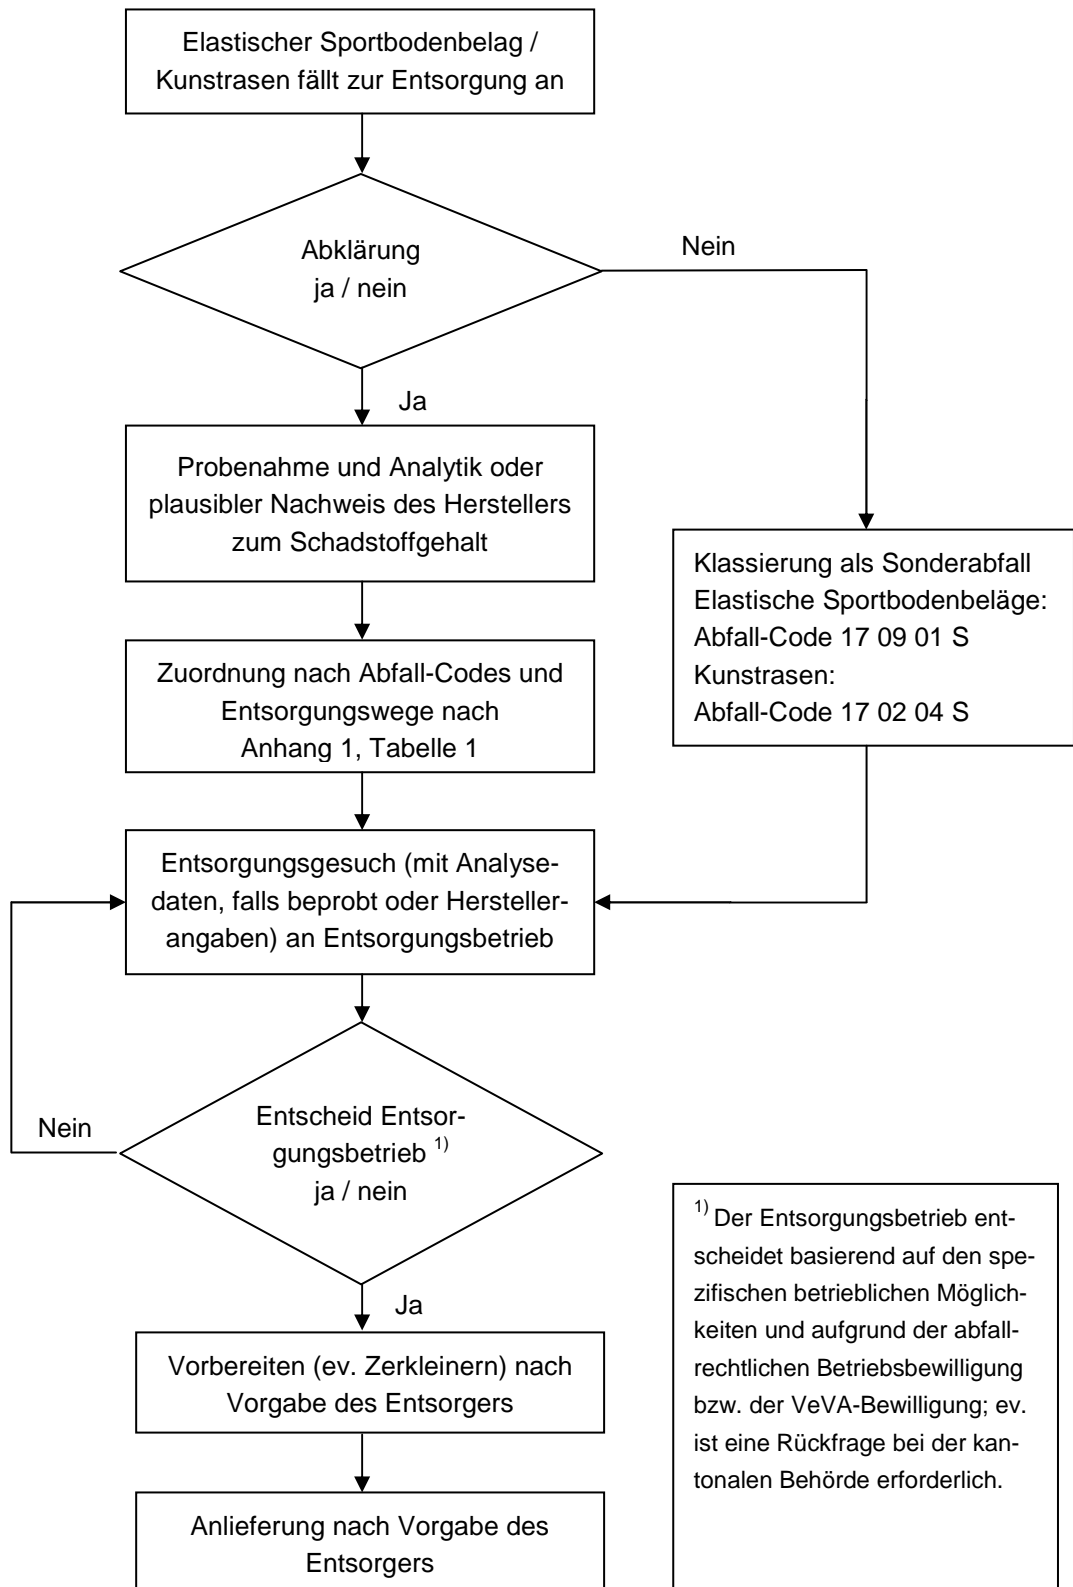 Elastischer Sportbodenbelag /
Kunstrasen fällt zur Entsorgung an
Abklärung
ja / nein
Nein
Ja
Probenahme und Analytik oder
plausibler Nachweis des Herstellers
zum Schadstoffgehalt
Klassierung als Sonderabfall
Elastische Sportbodenbeläge:
Abfall-Code 17 09 01 S
Kunstrasen:
Abfall-Code 17 02 04 S
Zuordnung nach Abfall-Codes und
Entsorgungswege nach
Anhang 1, Tabelle 1
Entsorgungsgesuch (mit Analyse-
daten, falls beprobt oder Hersteller-
angaben) an Entsorgungsbetrieb
Nein
Entscheid Entsor-
gungsbetrieb 1)
ja / nein
Ja
Vorbereiten (ev. Zerkleinern) nach
Vorgabe des Entsorgers
Anlieferung nach Vorgabe des
Entsorgers
1) Der Entsorgungsbetrieb ent-
scheidet basierend auf den spe-
zifischen betrieblichen Möglich-
keiten und aufgrund der abfall-
rechtlichen Betriebsbewilligung
bzw. der VeVA-Bewilligung; ev.
ist eine Rückfrage bei der kan-
tonalen Behörde erforderlich.